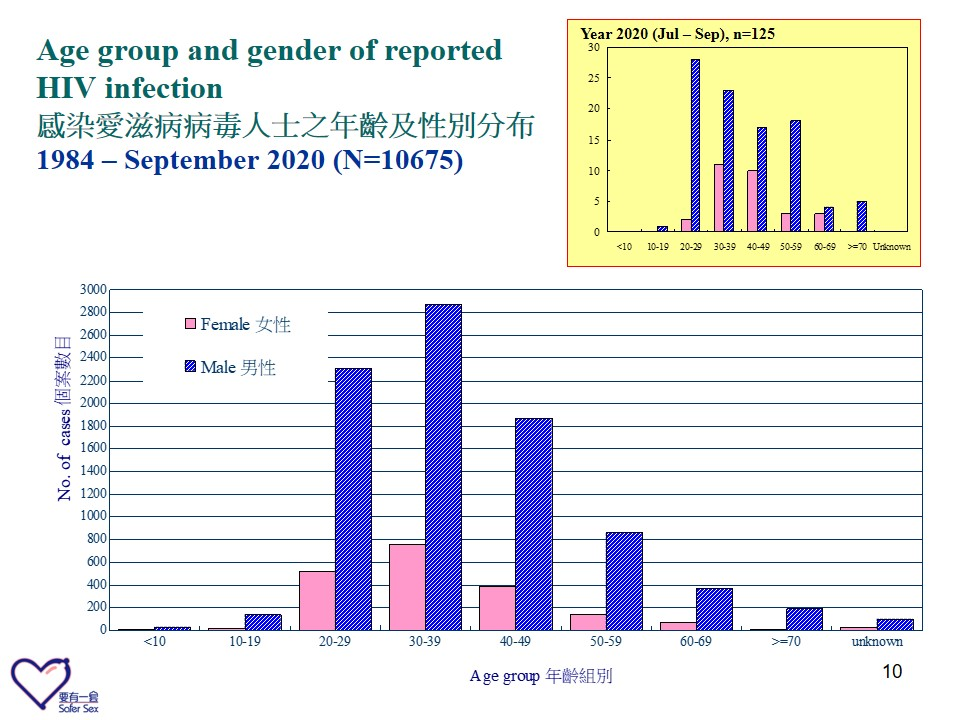 Age group and gender of reported
HIV infection
感染愛滋病病毒人士之年齡及性別分布
1984 – September 2020 (N=10675)
Year 2020 (Jul – Sep), n=125
30
25
20
15
10
5
0
<10 10-19 20-29 30-39 40-49 50-59 60-69 >=70 Unknown
No. of cases 個案數目
3000
2800
2600
2400
2200
2000
1800
1600
1400
1200
1000
800
600
400
200
0
Female 女性
Male 男性
<10 10-19 20-29 30-39 40-49 50-59 60-69 >=70 unknown
Age group 年齡組別
10
要有一套
Safer Sex